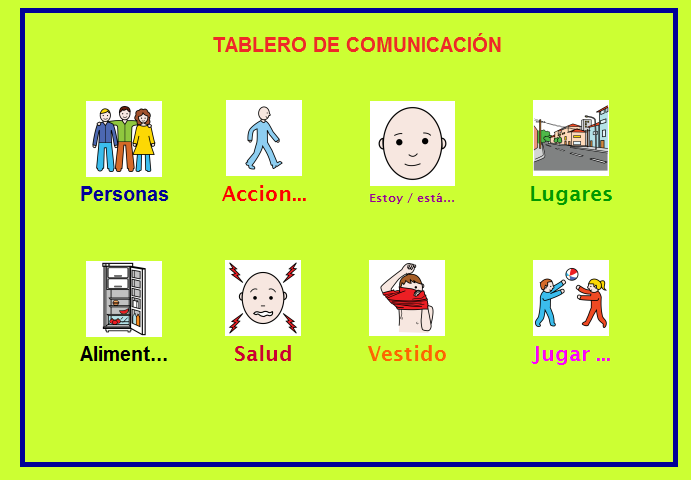 TABLERO DE COMUNICACIÓN
Personas Accion... Estoy / está... Lugares
Aliment... Salud Vestido Jugar ...